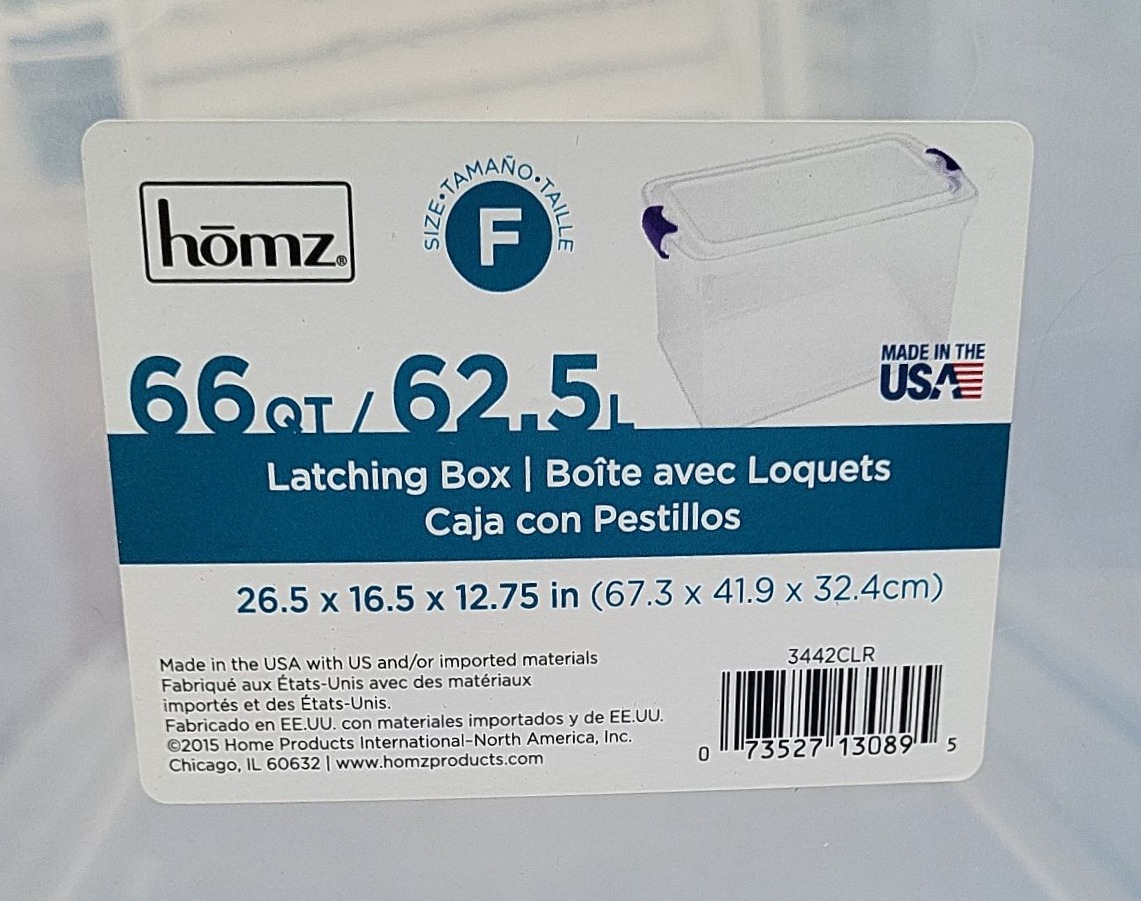 hōmz®
SIZE•TAMAÑO•TAILLE
F
MADE IN THE
USA
66QT / 62.5L
Latching Box | Boîte avec Loquets
Caja con Pestillos
26.5 x 16.5 x 12.75 in (67.3 x 41.9 x 32.4cm)
Made in the USA with US and/or imported materials
Fabriqué aux États-Unis avec des matériaux
importés et des États-Unis.
Fabricado en EE.UU. con materiales importados y de EE.UU.
©2015 Home Products International-North America, Inc.
Chicago, IL 60632 | www.homzproducts.com
3442CLR
0 73527 13089 5